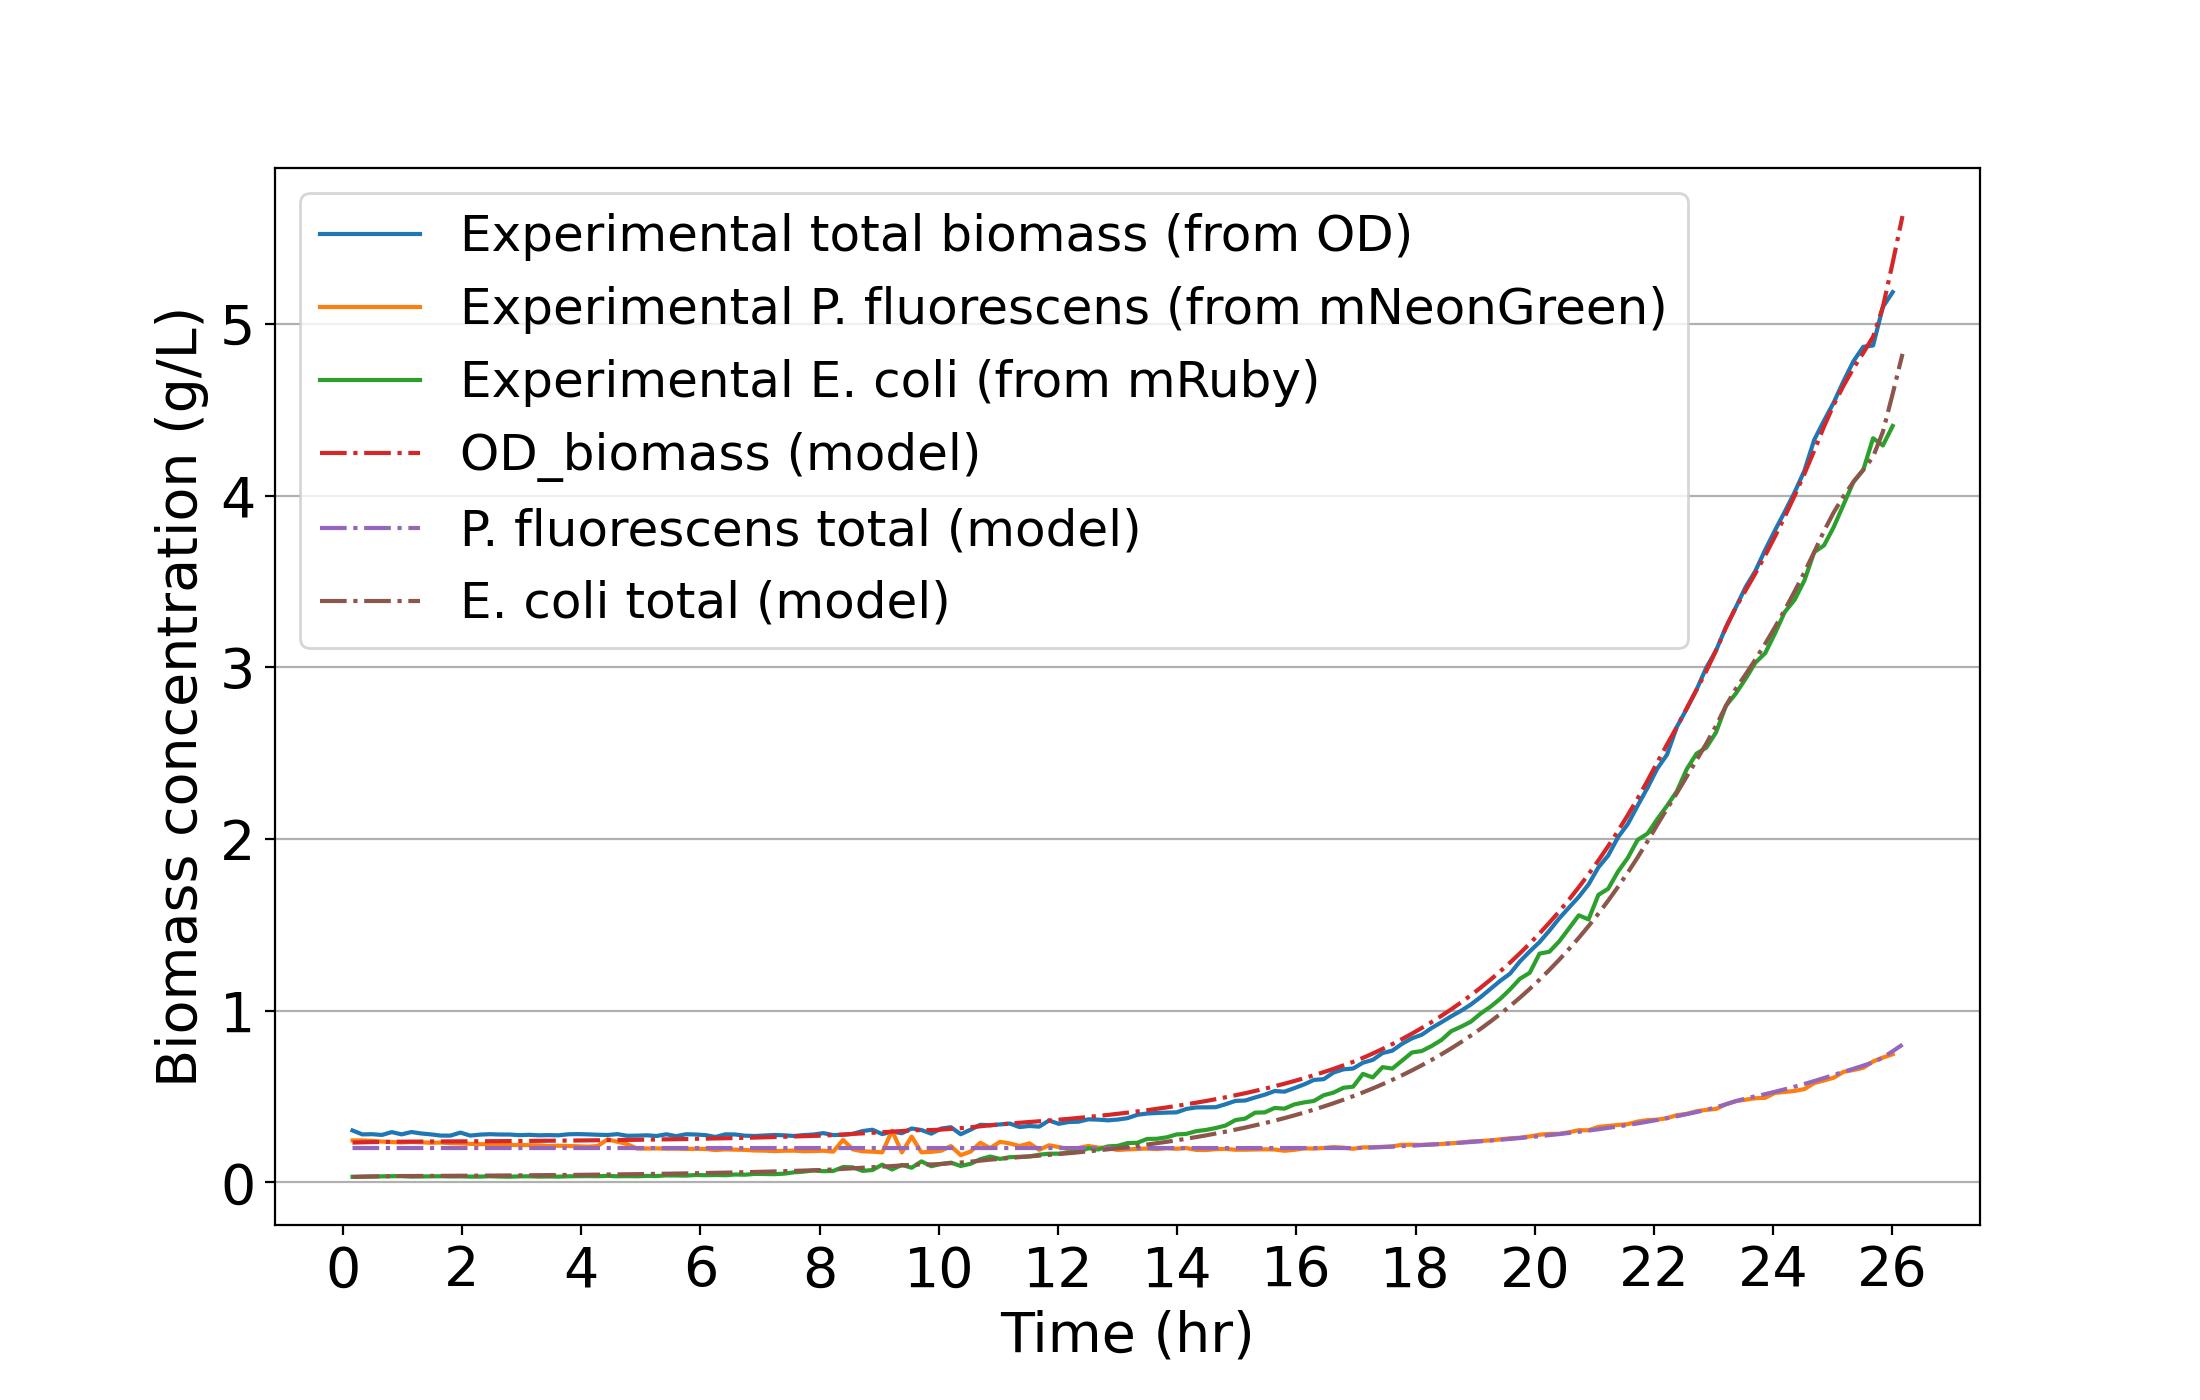 Experimental total biomass (from OD)
Experimental P. fluorescens (from mNeonGreen)
Experimental E. coli (from mRuby)
OD_biomass (model)
P. fluorescens total (model)
E. coli total (model)
Biomass concentration (g/L)
5
4
3
2
1
0
0 2 4 6 8 10 12 14 16 18 20 22 24 26
Time (hr)